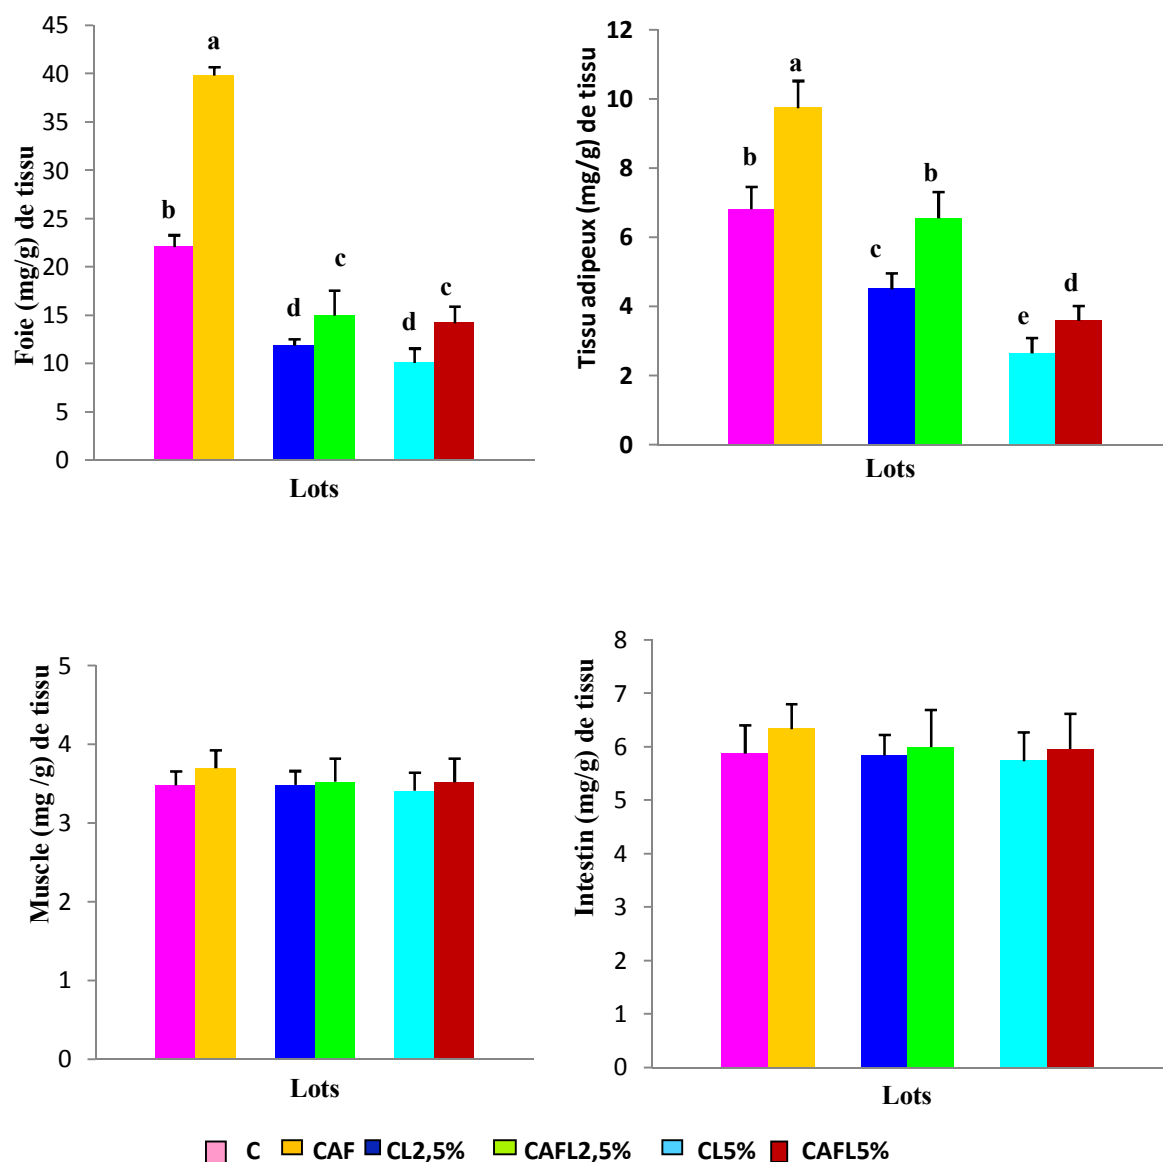 Foie (mg/g) de tissu
45
40
35
30
25
20
15
10
5
0
a
b
c
d
c
d
Lots
Tissu adipeux (mg/g) de tissu
12
10
8
6
4
2
0
a
b
b
c
d
e
Lots
Muscle (mg /g) de tissu
5
4
3
2
1
0
Lots
Intestin (mg/g) de tissu
8
7
6
5
4
3
2
1
0
Lots
C CAF CL2,5% CAFL2,5% CL5% CAFL5%